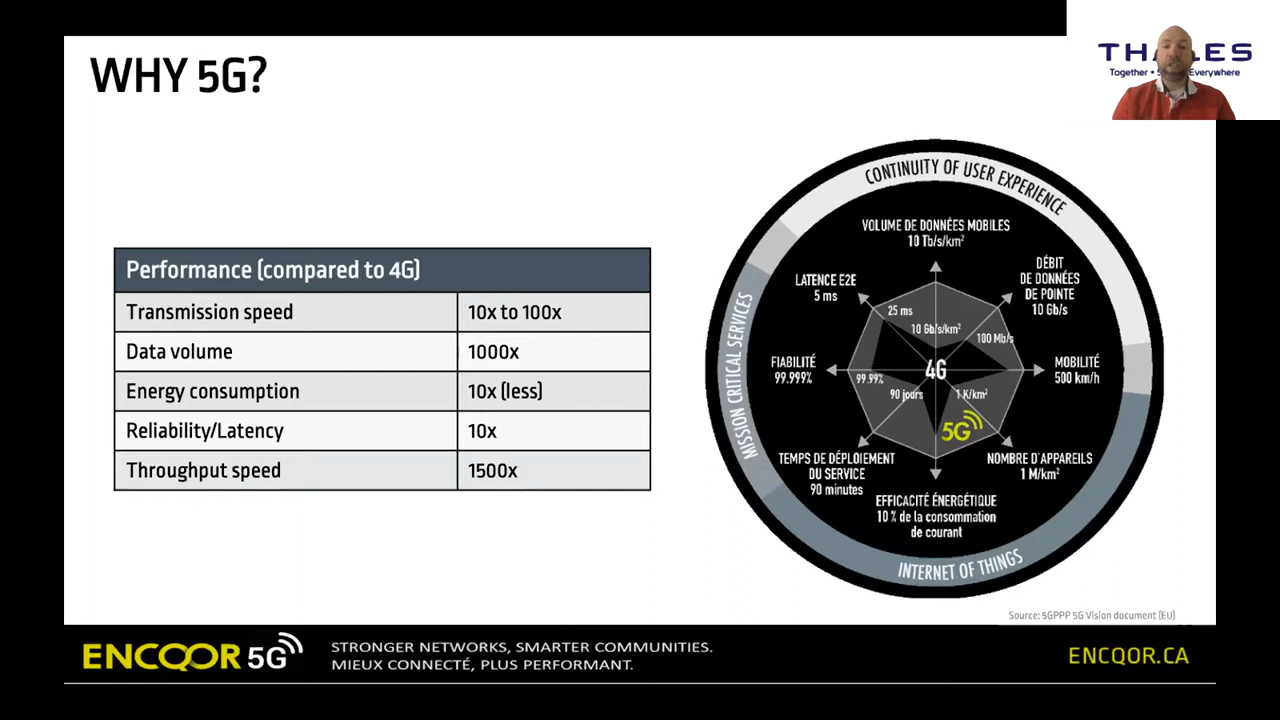 WHY 5G?
THALES
Together • Everywhere
Performance (compared to 4G)
Transmission speed 10x to 100x
Data volume 1000x
Energy consumption 10x (less)
Reliability/Latency 10x
Throughput speed 1500x
CONTINUITY OF USER EXPERIENCE
MISSION CRITICAL SERVICES
INTERNET OF THINGS
VOLUME DE DONNÉES MOBILES
10 Tb/s/km²
DÉBIT
DE DONNÉES
DE POINTE
10 Gb/s
LATENCE E2E
5 ms
25 ms
10 Gb/s/km²
100 Mb/s
FIABILITÉ
99.999%
99.99%
4G
MOBILITÉ
500 km/h
90 jours
1 K/km²
5G
TEMPS DE DÉPLOIEMENT
DU SERVICE
90 minutes
NOMBRE D'APPAREILS
1 M/km²
EFFICACITÉ ÉNERGÉTIQUE
10 % de la consommation
de courant
Source: 5GPPP 5G Vision document (EU)
ENCQOR 5G
STRONGER NETWORKS, SMARTER COMMUNITIES.
MIEUX CONNECTÉ, PLUS PERFORMANT.
ENCQOR.CA